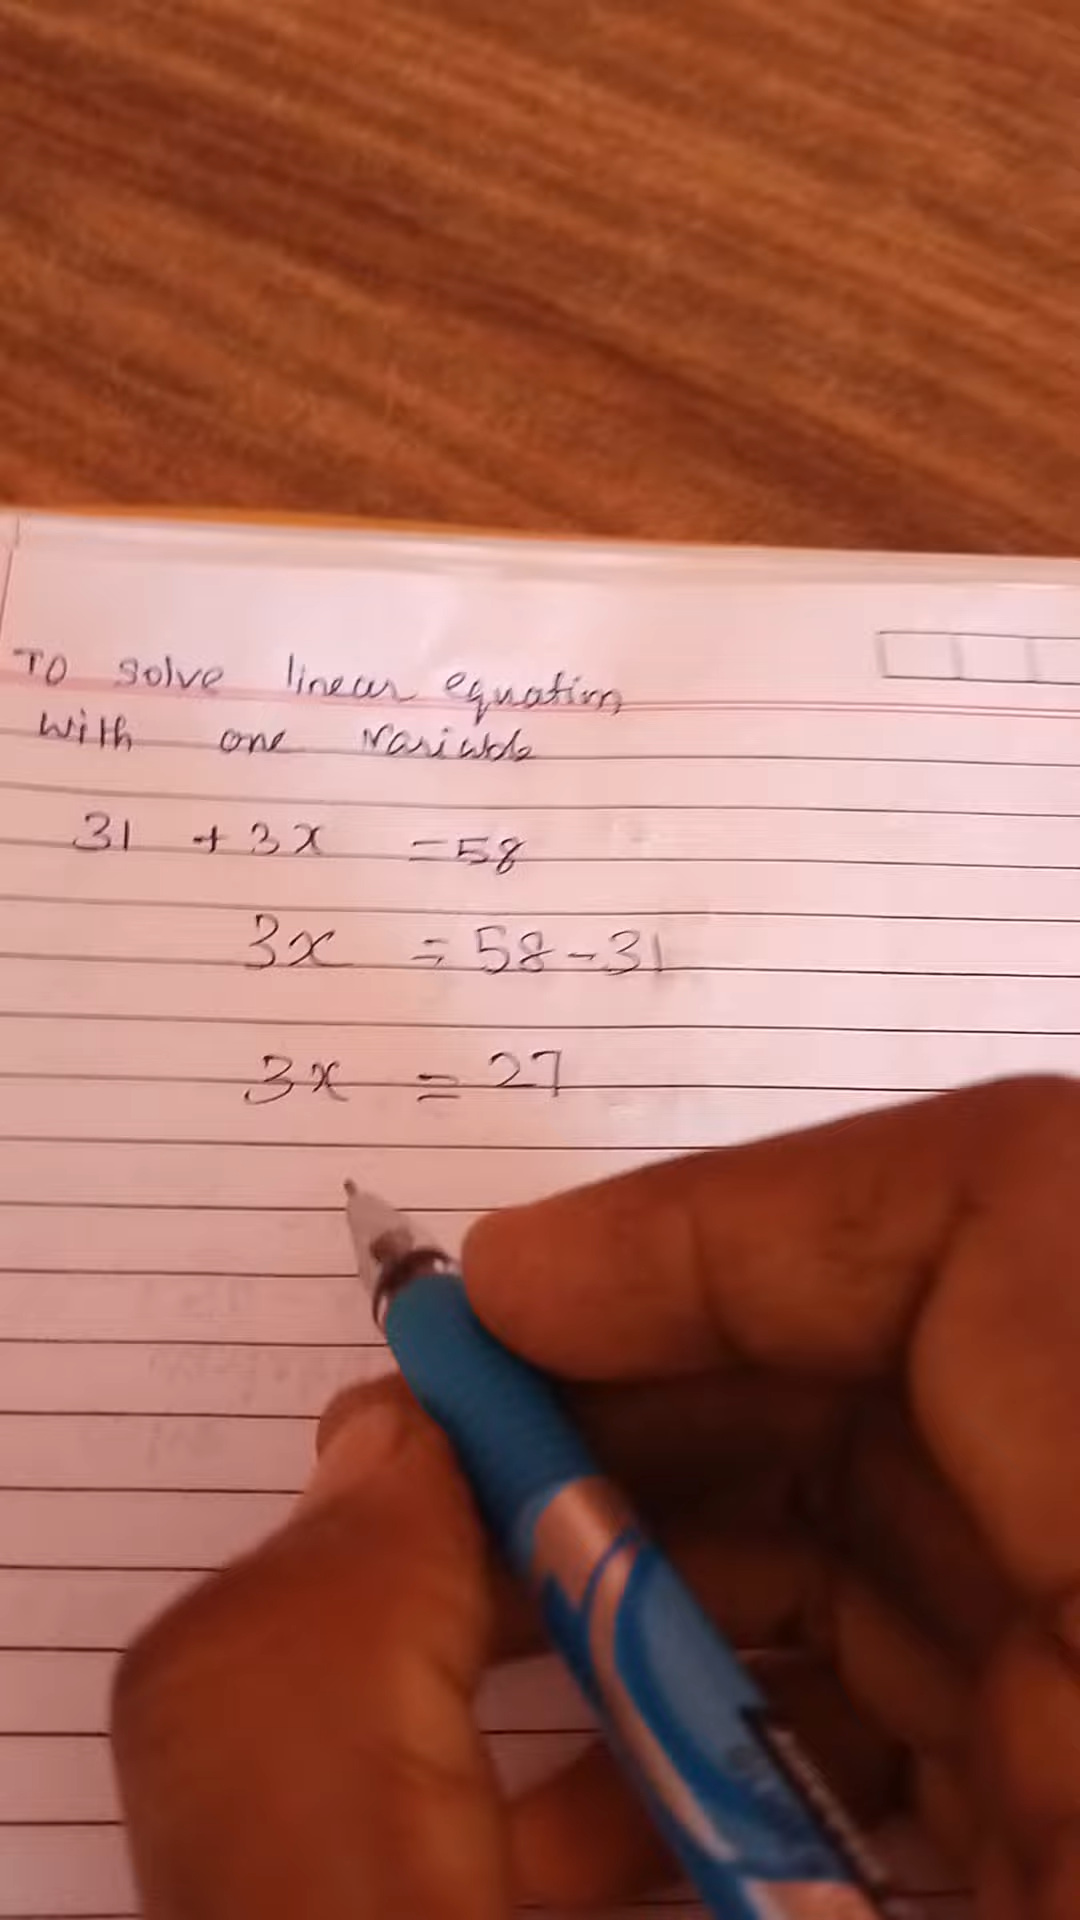 To solve linear equation
with one variable
31 + 3x = 58
3x = 58-31
3x = 27